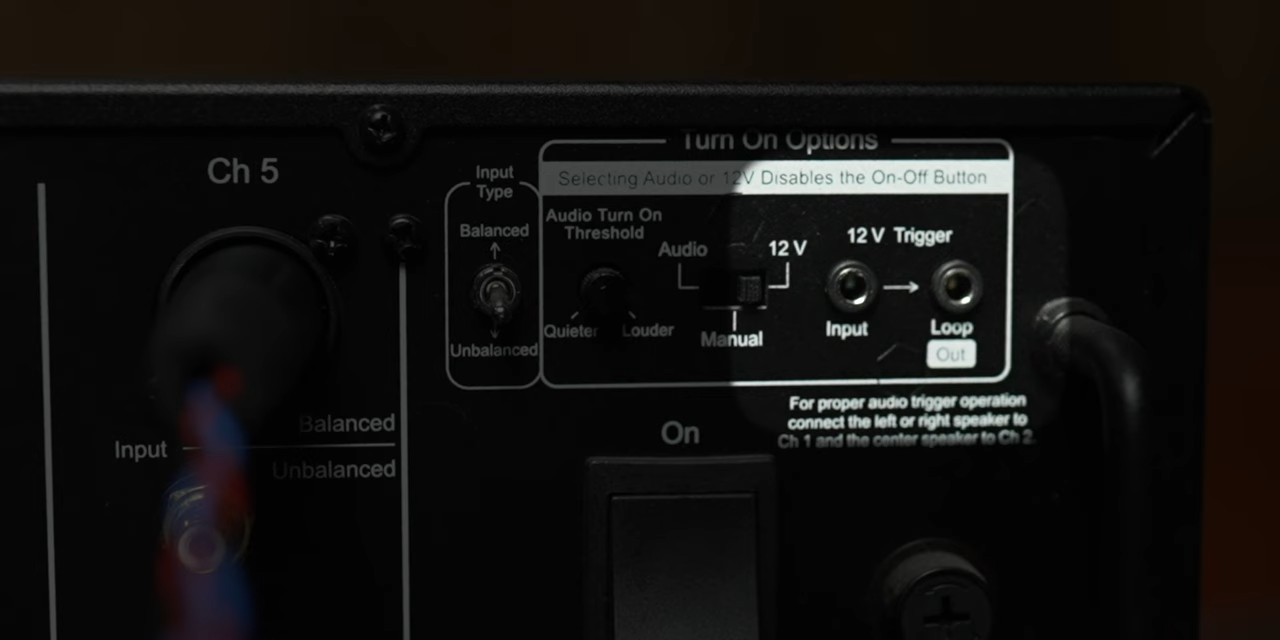 Ch 5
Input
Type
Balanced
Unbalanced
Turn On Options
Selecting Audio or 12V Disables the On-Off Button
Audio Turn On
Threshold
Quieter
Louder
Audio
12 V
Manual
12 V Trigger
Input
Loop
Out
For proper audio trigger operation
connect the left or right speaker to
Ch 1 and the center speaker to Ch 2.
Balanced
Input
Unbalanced
On